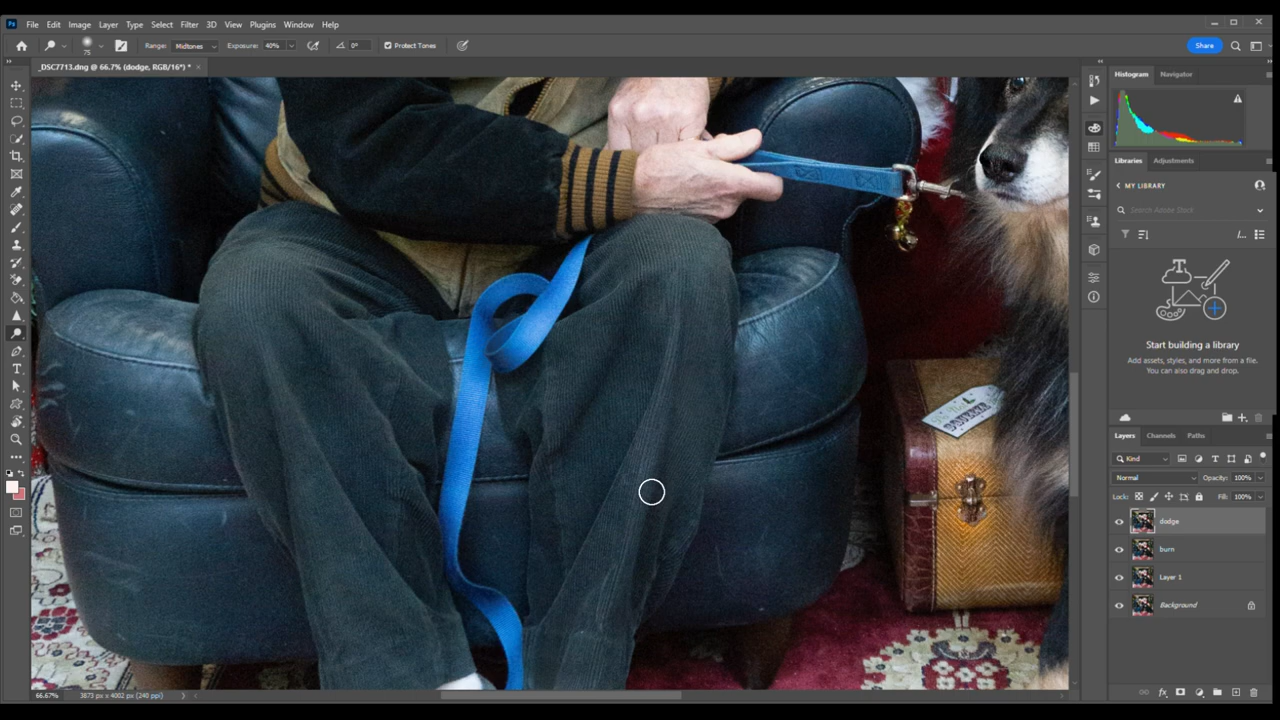 Ps File Edit Image Layer Type Select Filter 3D View Plugins Window Help
75 Range: Midtones Exposure: 40% 0° Protect Tones Share
_DSC7713.dng @ 66.7% (dodge, RGB/16*) * ×
Histogram Navigator
Libraries Adjustments
MY LIBRARY
Search Adobe Stock
Start building a library
Add assets, styles, and more from a file.
You can also drag and drop.
Layers Channels Paths
Kind
Normal Opacity: 100%
Lock: Fill: 100%
dodge
burn
Layer 1
Background
66.67% 3873 px x 4002 px (240 ppi)